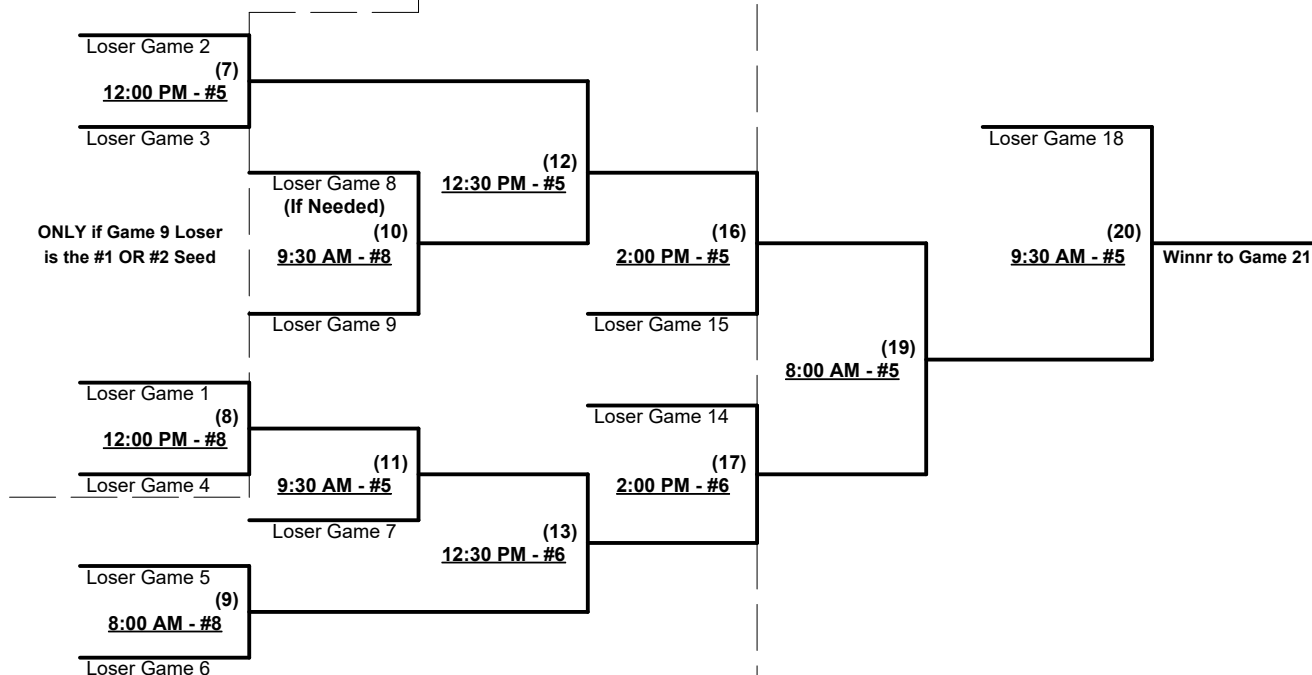 Loser Game 2
(7)
12:00 PM - #5
Loser Game 3
Loser Game 18
(12)
12:30 PM - #5
Loser Game 8
(If Needed)
ONLY if Game 9 Loser
is the #1 OR #2 Seed
(10)
9:30 AM - #8
(16)
2:00 PM - #5
(20)
9:30 AM - #5
Winnr to Game 21
Loser Game 9
Loser Game 15
(19)
8:00 AM - #5
Loser Game 1
(8)
12:00 PM - #8
Loser Game 4
Loser Game 14
(11)
9:30 AM - #5
(17)
2:00 PM - #6
Loser Game 7
(13)
12:30 PM - #6
Loser Game 5
(9)
8:00 AM - #8
Loser Game 6